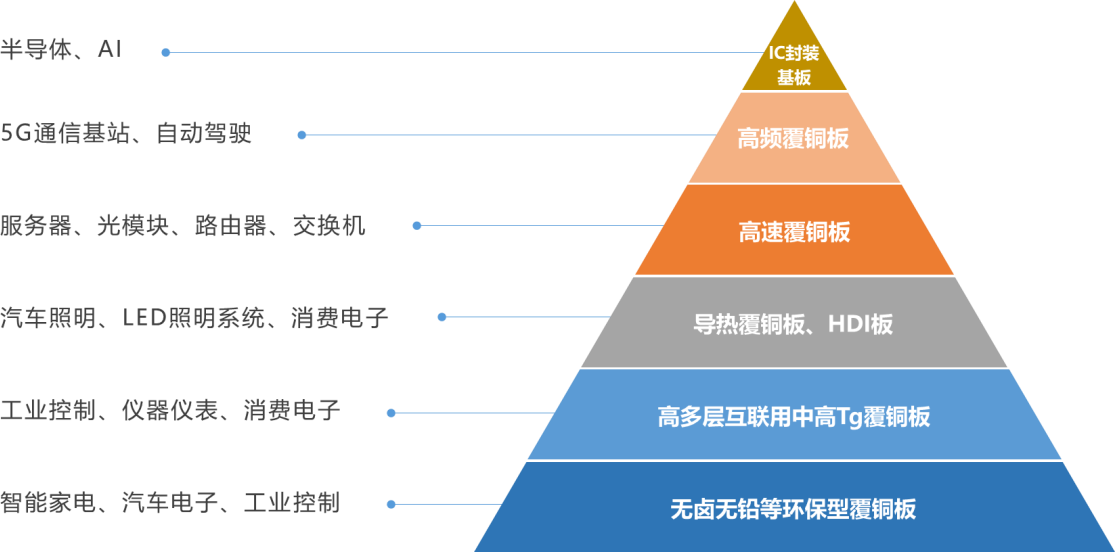 半导体、AI
IC封装
基板
5G通信基站、自动驾驶
高频覆铜板
服务器、光模块、路由器、交换机
高速覆铜板
汽车照明、LED照明系统、消费电子
导热覆铜板、HDI板
工业控制、仪器仪表、消费电子
高多层互联用中高Tg覆铜板
智能家电、汽车电子、工业控制
无卤无铅等环保型覆铜板